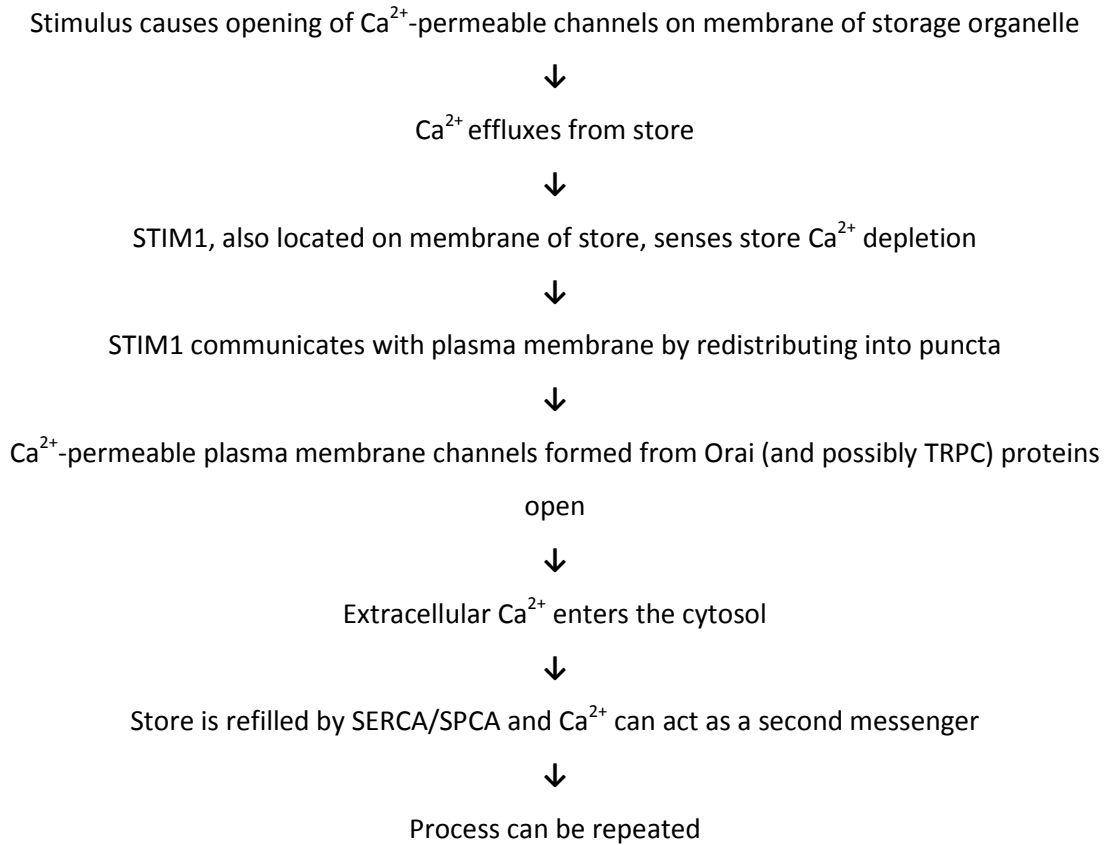 Stimulus causes opening of Ca²⁺-permeable channels on membrane of storage organelle
↓
Ca²⁺ effluxes from store
↓
STIM1, also located on membrane of store, senses store Ca²⁺ depletion
↓
STIM1 communicates with plasma membrane by redistributing into puncta
↓
Ca²⁺-permeable plasma membrane channels formed from Orai (and possibly TRPC) proteins
open
↓
Extracellular Ca²⁺ enters the cytosol
↓
Store is refilled by SERCA/SPCA and Ca²⁺ can act as a second messenger
↓
Process can be repeated